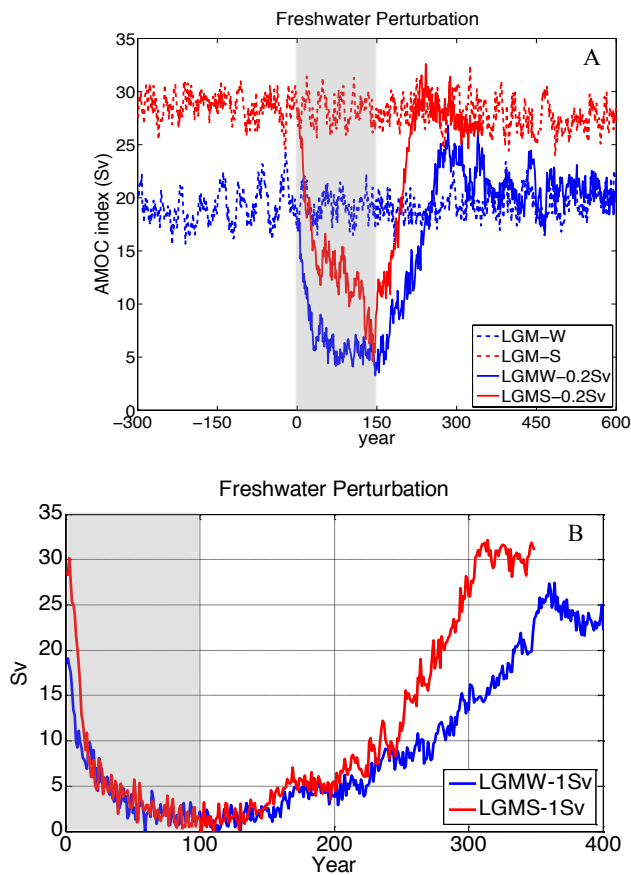 Freshwater Perturbation
A
35
30
25
20
15
10
5
0
AMOC index (Sv)
−300 −150 0 150 300 450 600
year
LGM−W
LGM−S
LGMW−0.2Sv
LGMS−0.2Sv
Freshwater Perturbation
B
35
30
25
20
15
10
5
0
Sv
0 100 200 300 400
Year
LGMW-1Sv
LGMS-1Sv